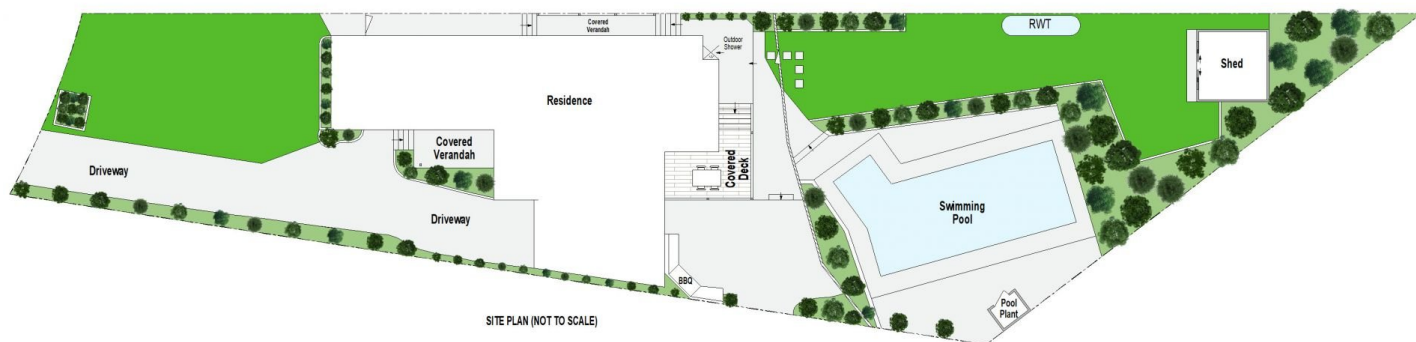 Covered
Verandah
RWT
Outdoor
Shower
Shed
Residence
Covered
Verandah
Driveway
Covered
Deck
Driveway
Swimming
Pool
BBQ
Pool
Plant
SITE PLAN (NOT TO SCALE)